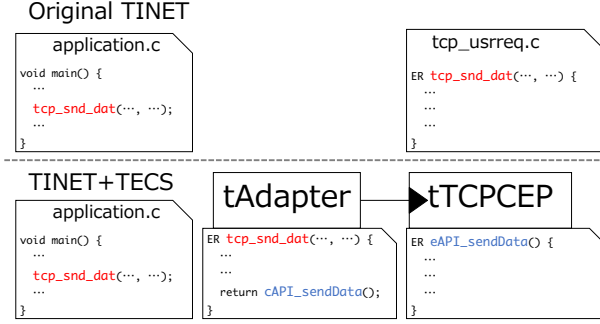 Original TINET
application.c
void main() {
…
tcp_snd_dat(…, …);
…
}
tcp_usrreq.c
ER tcp_snd_dat(…, …) {
…
…
…
}
TINET+TECS
application.c
void main() {
…
tcp_snd_dat(…, …);
…
}
tAdapter
ER tcp_snd_dat(…, …) {
…
…
return cAPI_sendData();
}
tTCPCEP
ER eAPI_sendData() {
…
…
…
}